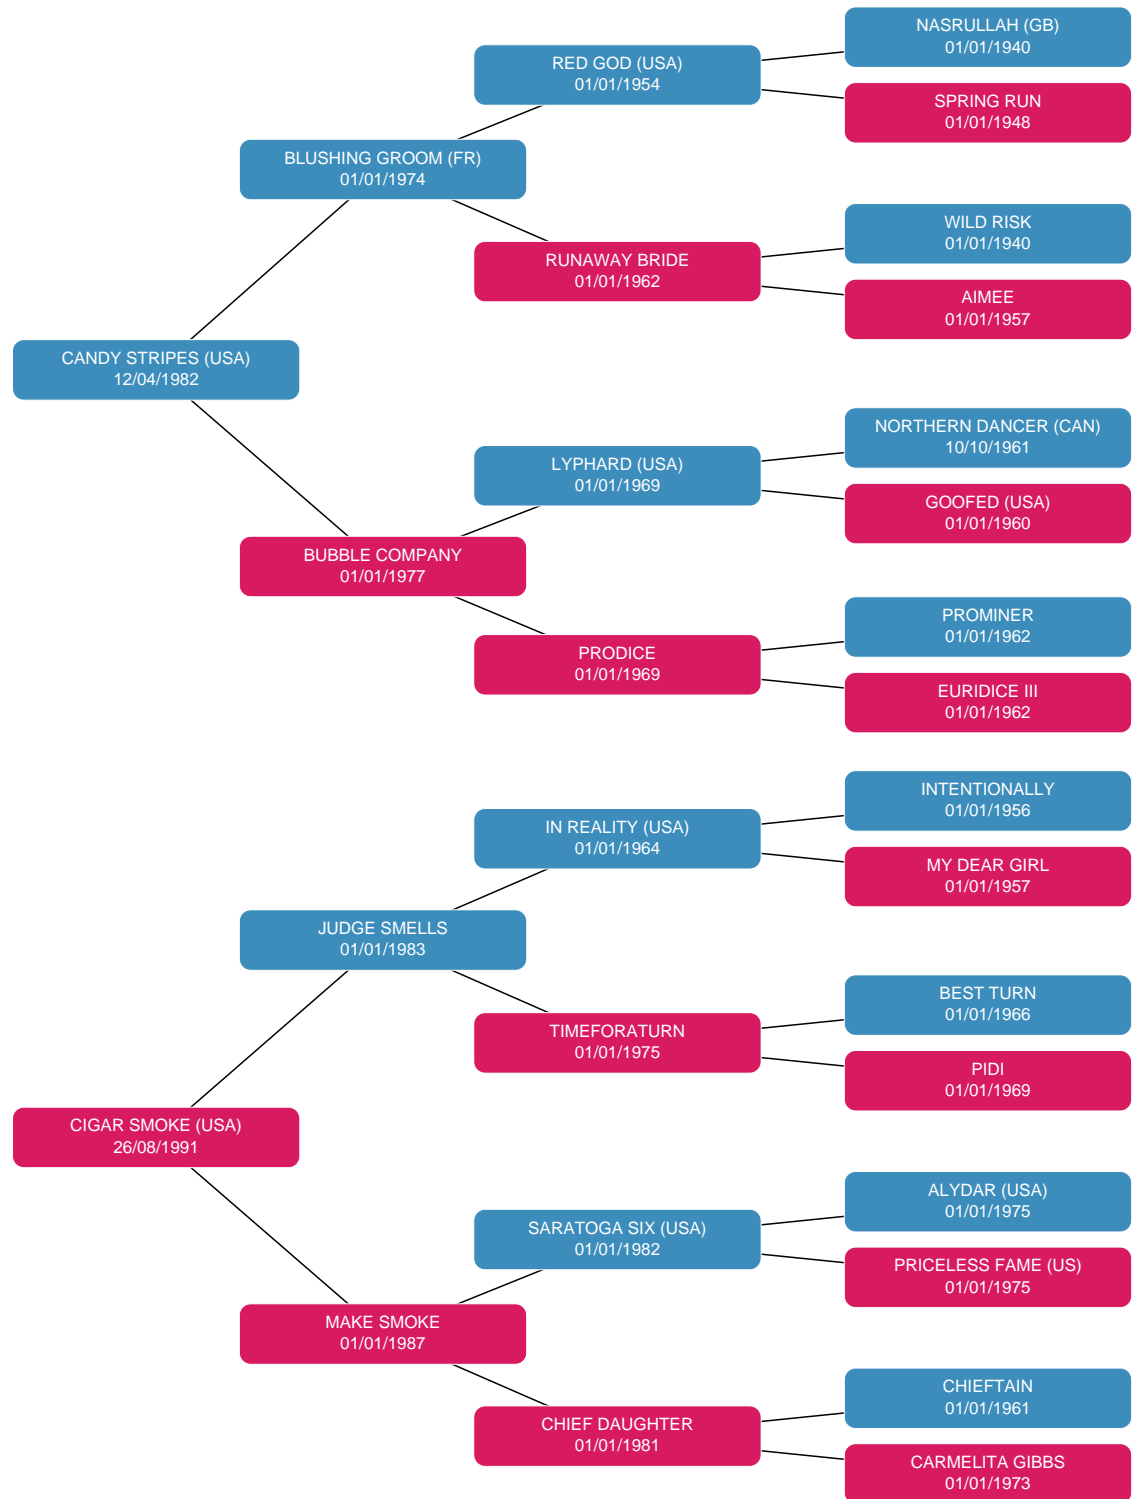 NASRULLAH (GB)
01/01/1940
RED GOD (USA)
01/01/1954
SPRING RUN
01/01/1948
BLUSHING GROOM (FR)
01/01/1974
WILD RISK
01/01/1940
RUNAWAY BRIDE
01/01/1962
AIMEE
01/01/1957
CANDY STRIPES (USA)
12/04/1982
NORTHERN DANCER (CAN)
10/10/1961
LYPHARD (USA)
01/01/1969
GOOFED (USA)
01/01/1960
BUBBLE COMPANY
01/01/1977
PROMINER
01/01/1962
PRODICE
01/01/1969
EURIDICE III
01/01/1962
INTENTIONALLY
01/01/1956
IN REALITY (USA)
01/01/1964
MY DEAR GIRL
01/01/1957
JUDGE SMELLS
01/01/1983
BEST TURN
01/01/1966
TIMEFORATURN
01/01/1975
PIDI
01/01/1969
CIGAR SMOKE (USA)
26/08/1991
ALYDAR (USA)
01/01/1975
SARATOGA SIX (USA)
01/01/1982
PRICELESS FAME (US)
01/01/1975
MAKE SMOKE
01/01/1987
CHIEFTAIN
01/01/1961
CHIEF DAUGHTER
01/01/1981
CARMELITA GIBBS
01/01/1973